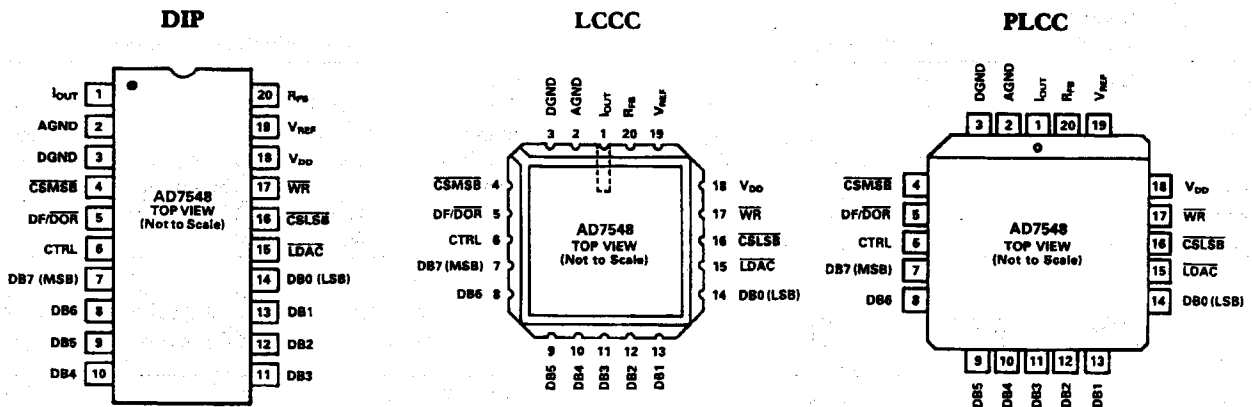 DIP
IOUT 1
AGND 2
DGND 3
CSMSB 4
DF/DOR 5
CTRL 6
DB7 (MSB) 7
DB6 8
DB5 9
DB4 10
AD7548
TOP VIEW
(Not to Scale)
20 RFB
19 VREF
18 VDD
17 WR
16 CSLSB
15 LDAC
14 DB0 (LSB)
13 DB1
12 DB2
11 DB3
LCCC
DGND AGND IOUT RFB VREF
3 2 1 20 19
CSMSB 4
DF/DOR 5
CTRL 6
DB7 (MSB) 7
DB6 8
AD7548
TOP VIEW
(Not to Scale)
18 VDD
17 WR
16 CSLSB
15 LDAC
14 DB0 (LSB)
9 10 11 12 13
DB5 DB4 DB3 DB2 DB1
PLCC
DGND AGND IOUT RFB VREF
3 2 1 20 19
CSMSB 4
DF/DOR 5
CTRL 6
DB7 (MSB) 7
DB6 8
AD7548
TOP VIEW
(Not to Scale)
18 VDD
17 WR
16 CSLSB
15 LDAC
14 DB0 (LSB)
9 10 11 12 13
DB5 DB4 DB3 DB2 DB1